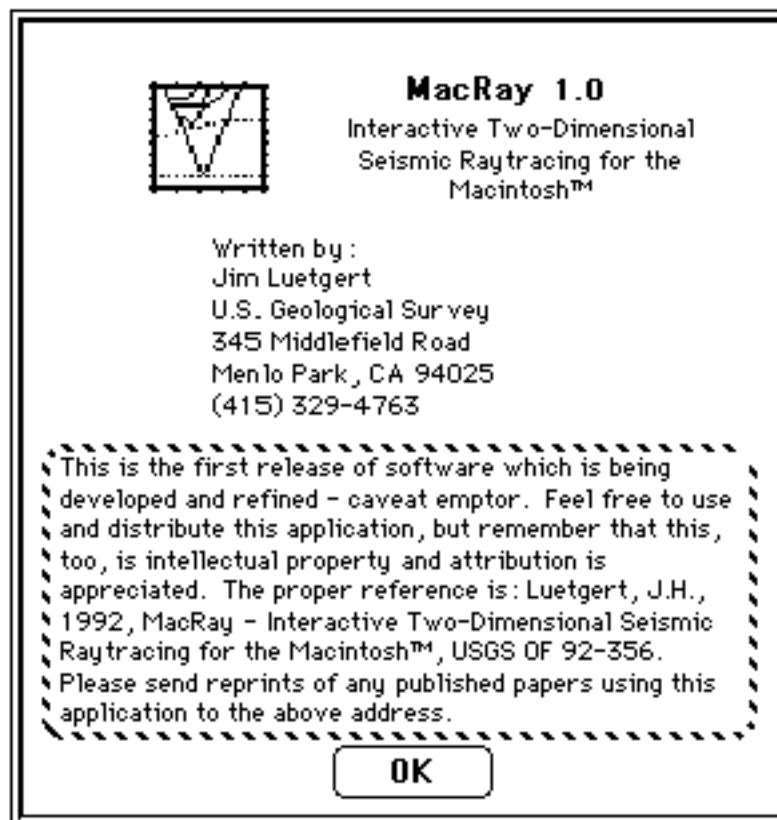 MacRay 1.0
Interactive Two-Dimensional
Seismic Raytracing for the
Macintosh™
Written by:
Jim Luetgert
U.S. Geological Survey
345 Middlefield Road
Menlo Park, CA 94025
(415) 329-4763
This is the first release of software which is being
developed and refined - caveat emptor. Feel free to use
and distribute this application, but remember that this,
too, is intellectual property and attribution is
appreciated. The proper reference is: Luetgert, J.H.,
1992, MacRay - Interactive Two-Dimensional Seismic
Raytracing for the Macintosh™, USGS OF 92-356.
Please send reprints of any published papers using this
application to the above address.
OK